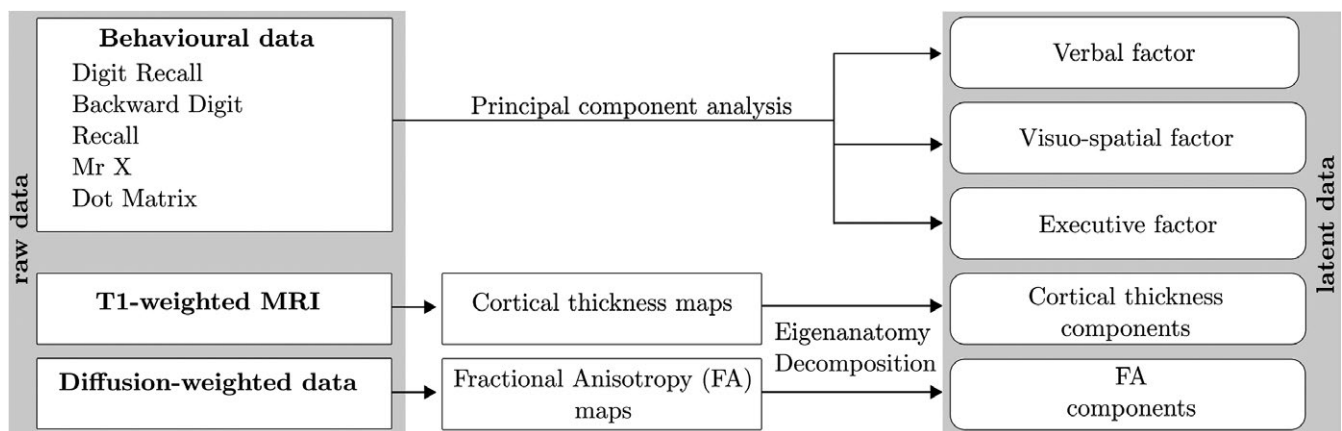 raw data
Behavioural data
Digit Recall
Backward Digit
Recall
Mr X
Dot Matrix
Principal component analysis
Verbal factor
Visuo-spatial factor
Executive factor
T1-weighted MRI
Cortical thickness maps
Cortical thickness
components
Eigenanatomy
Decomposition
Diffusion-weighted data
Fractional Anisotropy (FA)
maps
FA
components
latent data